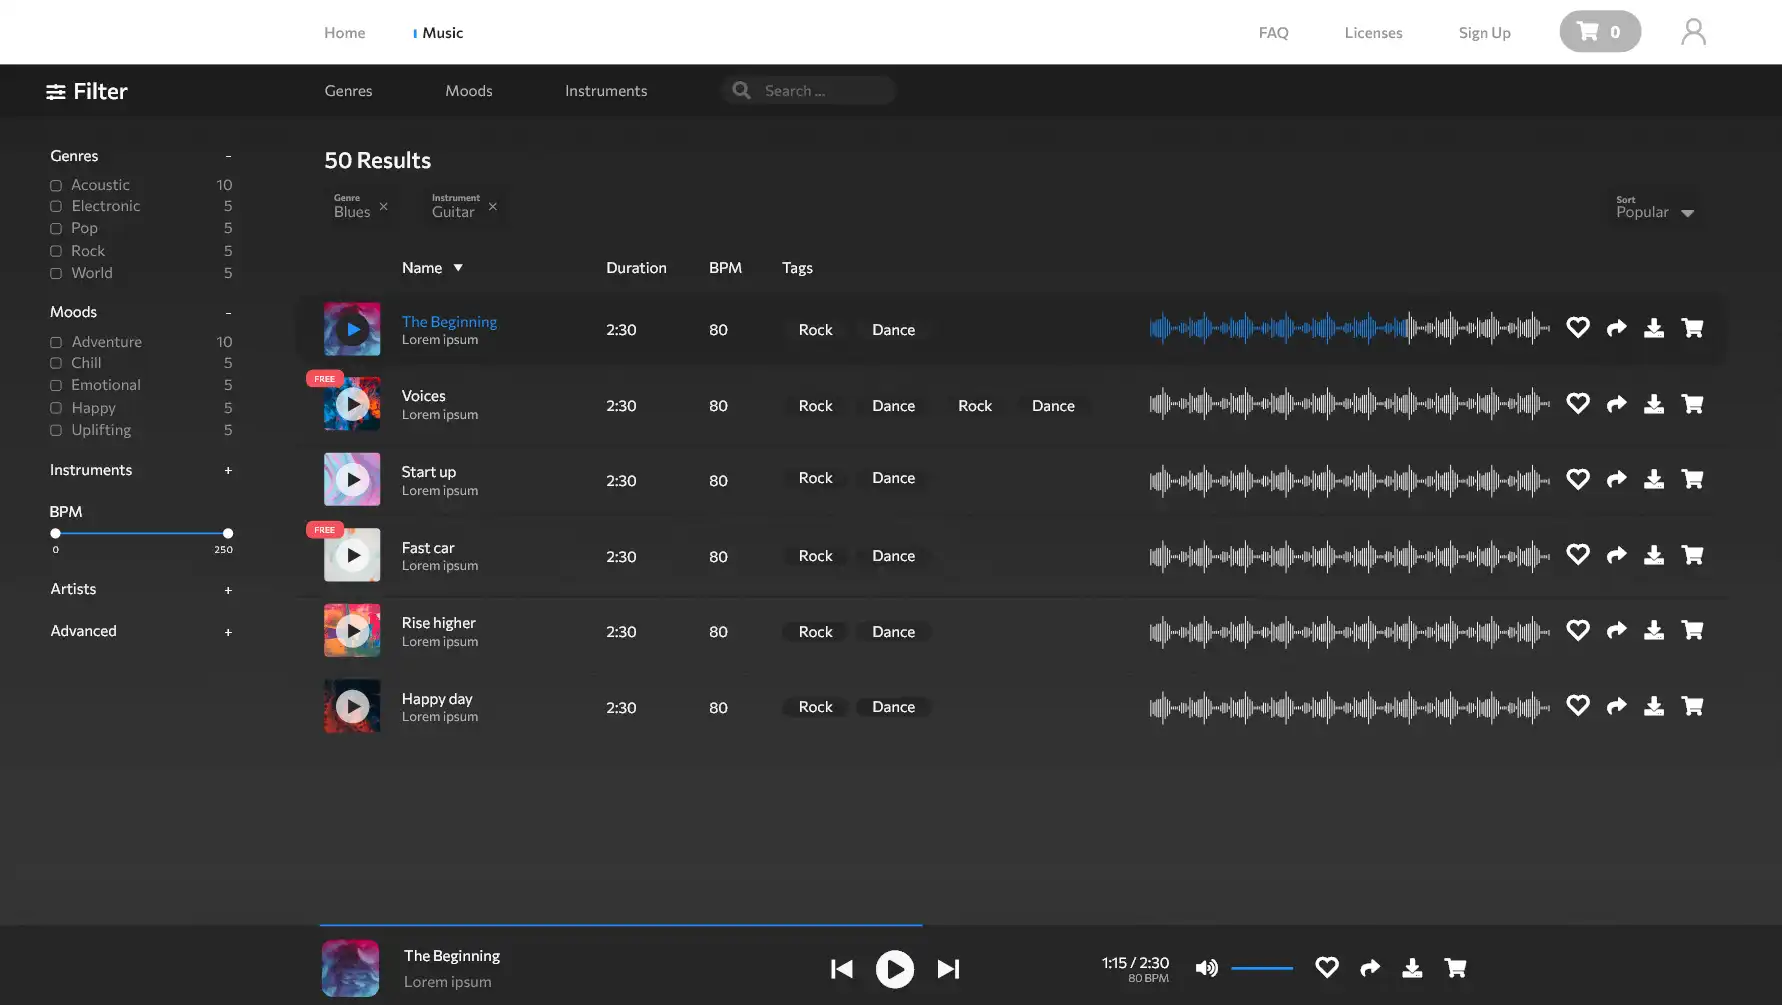 Home
Music
FAQ
Licenses
Sign Up
0
Filter
Genres
Moods
Instruments
Search ...
Genres -
Acoustic 10
Electronic 5
Pop 5
Rock 5
World 5
Moods -
Adventure 10
Chill 5
Emotional 5
Happy 5
Uplifting 5
Instruments +
BPM
0 250
Artists +
Advanced +
50 Results
Genre
Blues ×
Instrument
Guitar ×
Sort
Popular
Name Duration BPM Tags
The Beginning
Lorem ipsum
2:30 80 Rock Dance
FREE
Voices
Lorem ipsum
2:30 80 Rock Dance Rock Dance
Start up
Lorem ipsum
2:30 80 Rock Dance
FREE
Fast car
Lorem ipsum
2:30 80 Rock Dance
Rise higher
Lorem ipsum
2:30 80 Rock Dance
Happy day
Lorem ipsum
2:30 80 Rock Dance
The Beginning
Lorem ipsum
1:15 / 2:30
80 BPM